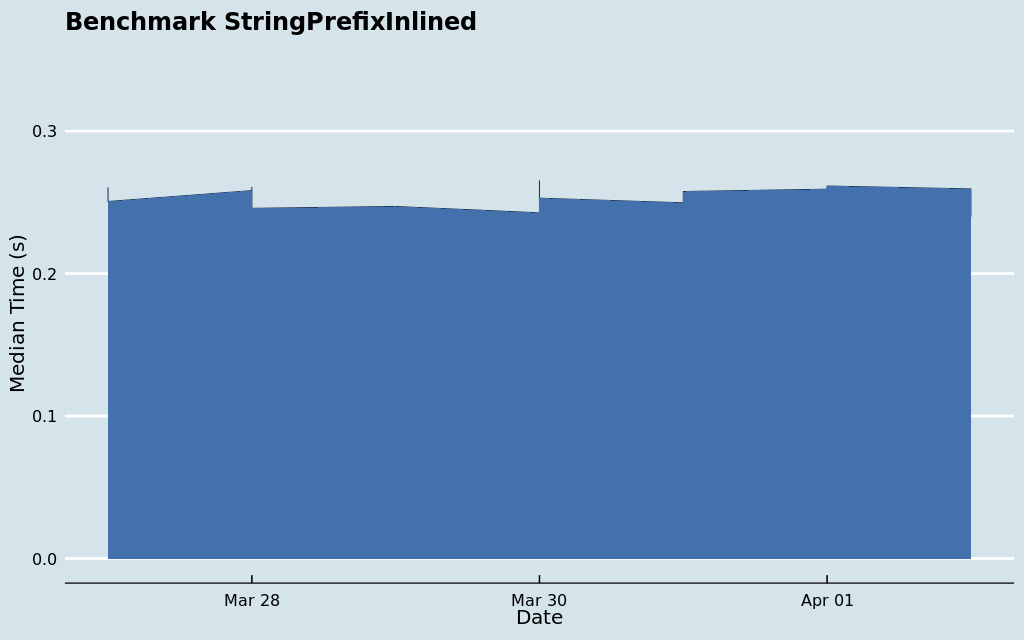 Benchmark StringPrefixInlined
0.3
0.2
0.1
0.0
Median Time (s)
Mar 28
Mar 30
Apr 01
Date